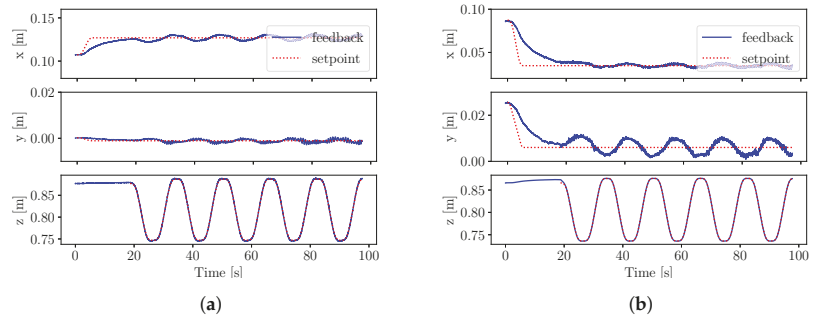 0.15
0.10
x [m]
feedback
setpoint
0.02
0.00
y [m]
0.85
0.80
0.75
z [m]
0 20 40 60 80 100
Time [s]
(a)
0.10
0.05
x [m]
feedback
setpoint
0.02
0.00
y [m]
0.85
0.80
0.75
z [m]
0 20 40 60 80 100
Time [s]
(b)